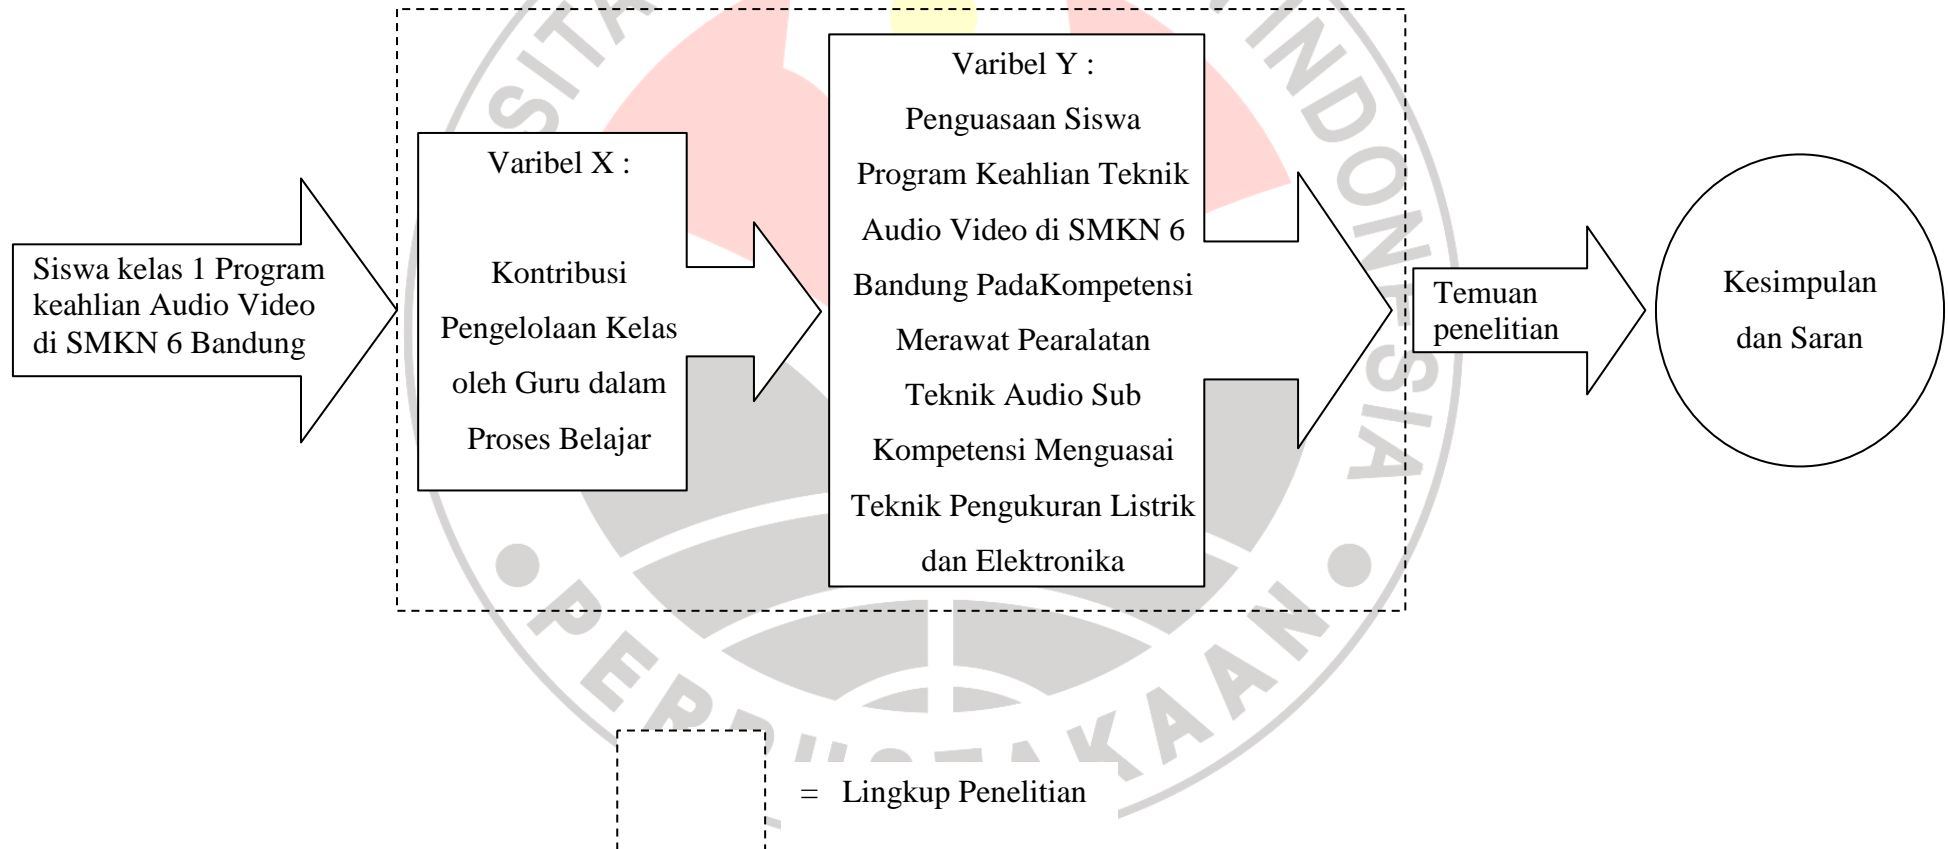 Siswa kelas 1 Program
keahlian Audio Video
di SMKN 6 Bandung
Varibel X :
Kontribusi
Pengelolaan Kelas
oleh Guru dalam
Proses Belajar
Varibel Y :
Penguasaan Siswa
Program Keahlian Teknik
Audio Video di SMKN 6
Bandung PadaKompetensi
Merawat Pearalatan
Teknik Audio Sub
Kompetensi Menguasai
Teknik Pengukuran Listrik
dan Elektronika
Temuan
penelitian
Kesimpulan
dan Saran
= Lingkup Penelitian